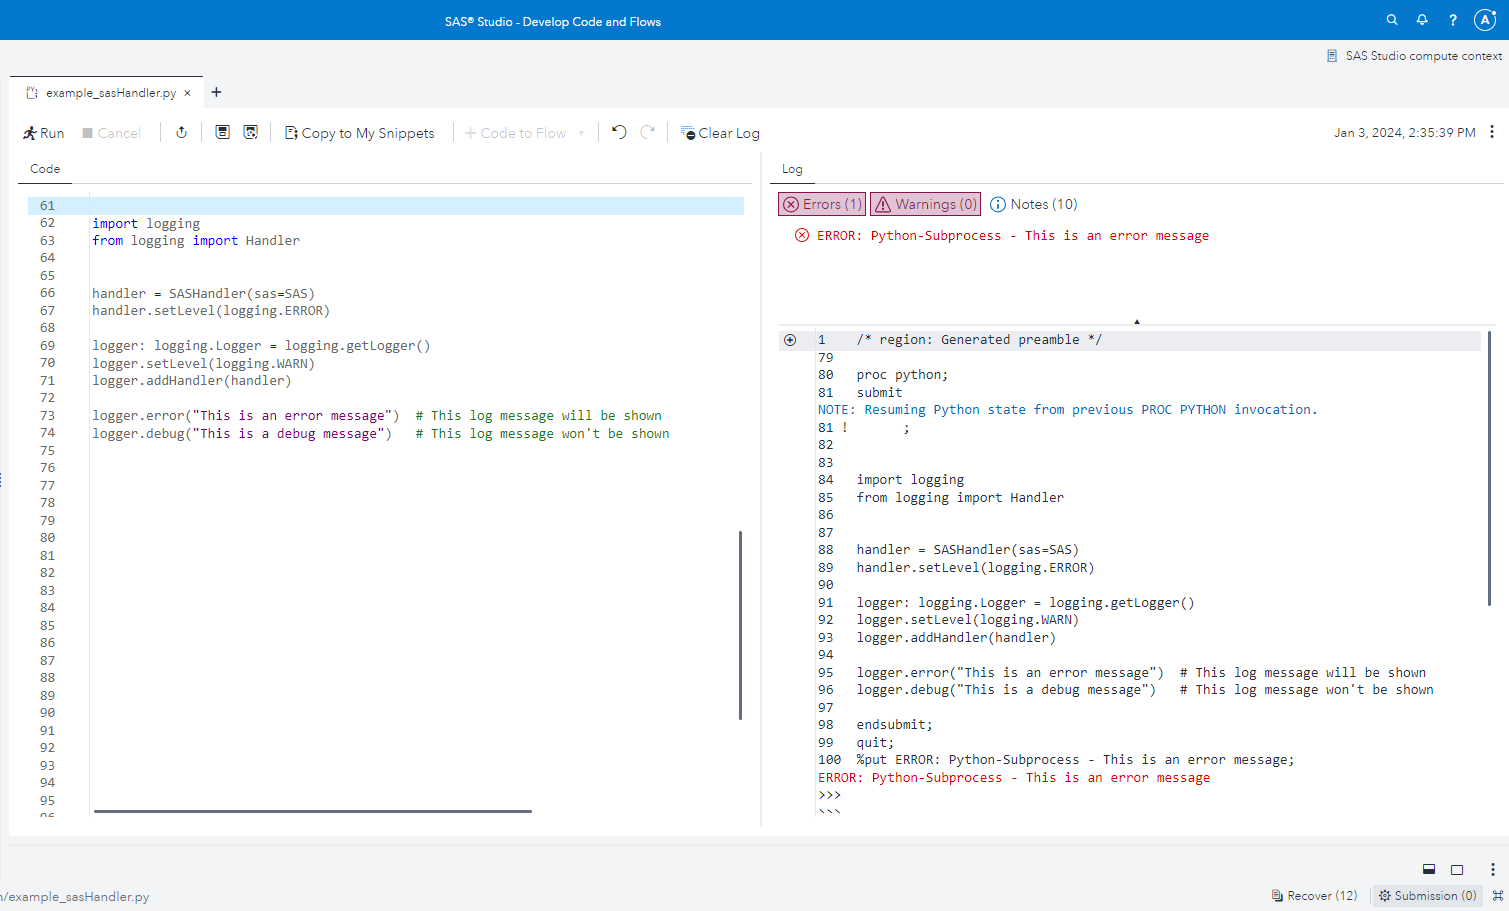 SAS® Studio - Develop Code and Flows
?
A
SAS Studio compute context
example_sasHandler.py × +
Run Cancel Copy to My Snippets + Code to Flow Clear Log Jan 3, 2024, 2:35:39 PM
Code
61
62 import logging
63 from logging import Handler
64
65
66 handler = SASHandler(sas=SAS)
67 handler.setLevel(logging.ERROR)
68
69 logger: logging.Logger = logging.getLogger()
70 logger.setLevel(logging.WARN)
71 logger.addHandler(handler)
72
73 logger.error("This is an error message")  # This log message will be shown
74 logger.debug("This is a debug message")   # This log message won't be shown
75
76
77
78
79
80
81
82
83
84
85
86
87
88
89
90
91
92
93
94
95
96
Log
Errors (1) Warnings (0) Notes (10)
ERROR: Python-Subprocess - This is an error message
1 /* region: Generated preamble */
79
80 proc python;
81 submit
NOTE: Resuming Python state from previous PROC PYTHON invocation.
81 ! ;
82
83
84 import logging
85 from logging import Handler
86
87
88 handler = SASHandler(sas=SAS)
89 handler.setLevel(logging.ERROR)
90
91 logger: logging.Logger = logging.getLogger()
92 logger.setLevel(logging.WARN)
93 logger.addHandler(handler)
94
95 logger.error("This is an error message")  # This log message will be shown
96 logger.debug("This is a debug message")   # This log message won't be shown
97
98 endsubmit;
99 quit;
100 %put ERROR: Python-Subprocess - This is an error message;
ERROR: Python-Subprocess - This is an error message
>>>
>>>
/example_sasHandler.py
Recover (12) Submission (0)